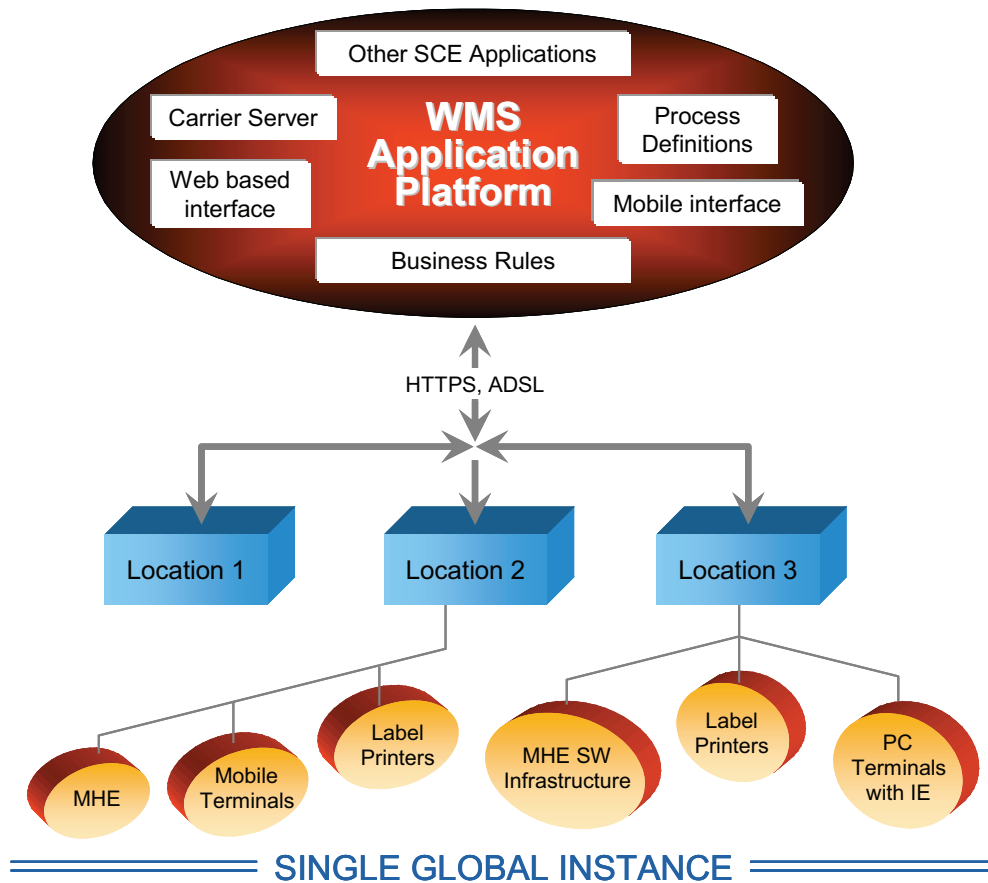 Other SCE Applications
Carrier Server
WMS
Application
Platform
Process
Definitions
Web based
interface
Mobile interface
Business Rules
HTTPS, ADSL
Location 1
Location 2
Location 3
MHE
Mobile
Terminals
Label
Printers
MHE SW
Infrastructure
Label
Printers
PC
Terminals
with IE
SINGLE GLOBAL INSTANCE